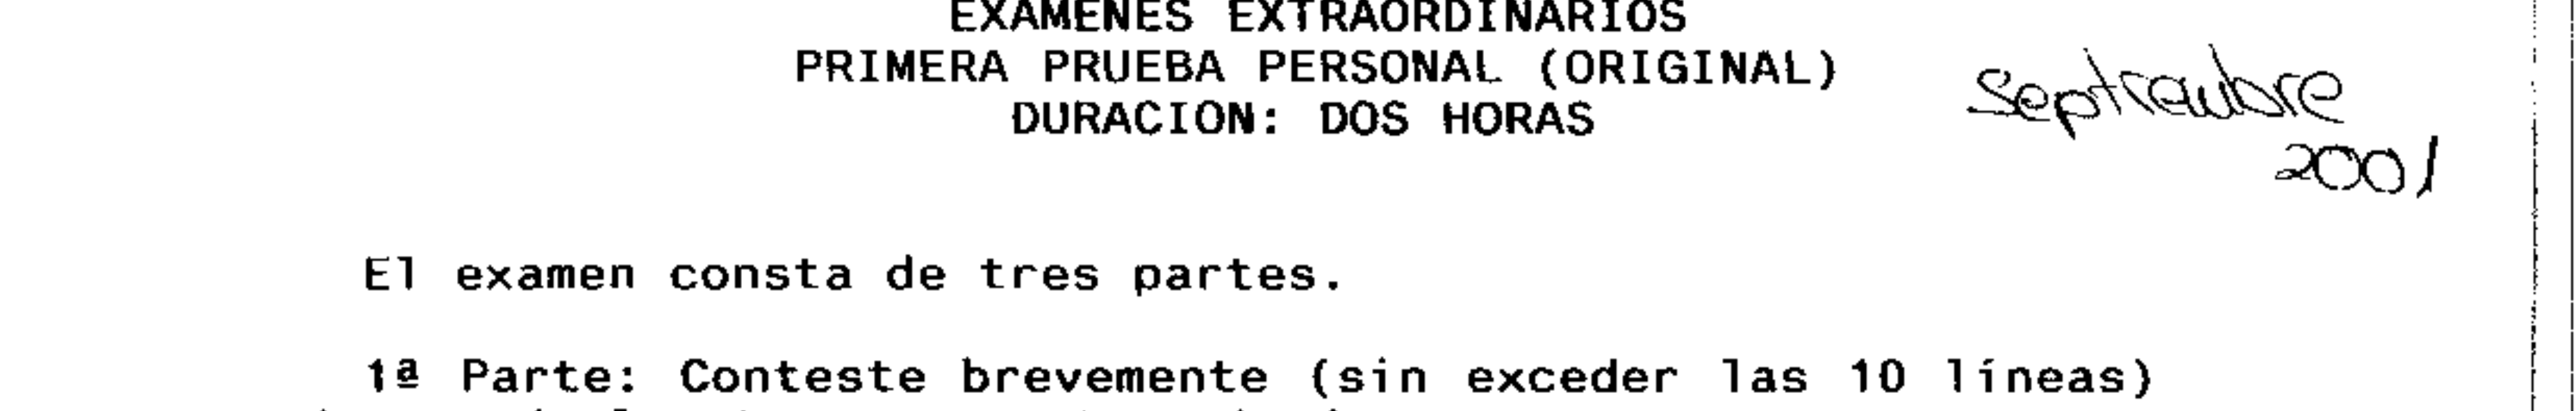 EXAMENES EXTRAORDINARIOS
PRIMERA PRUEBA PERSONAL (ORIGINAL)
DURACION: DOS HORAS
Septiembre
2001
El examen consta de tres partes.
1ª Parte: Conteste brevemente (sin exceder las 10 líneas)